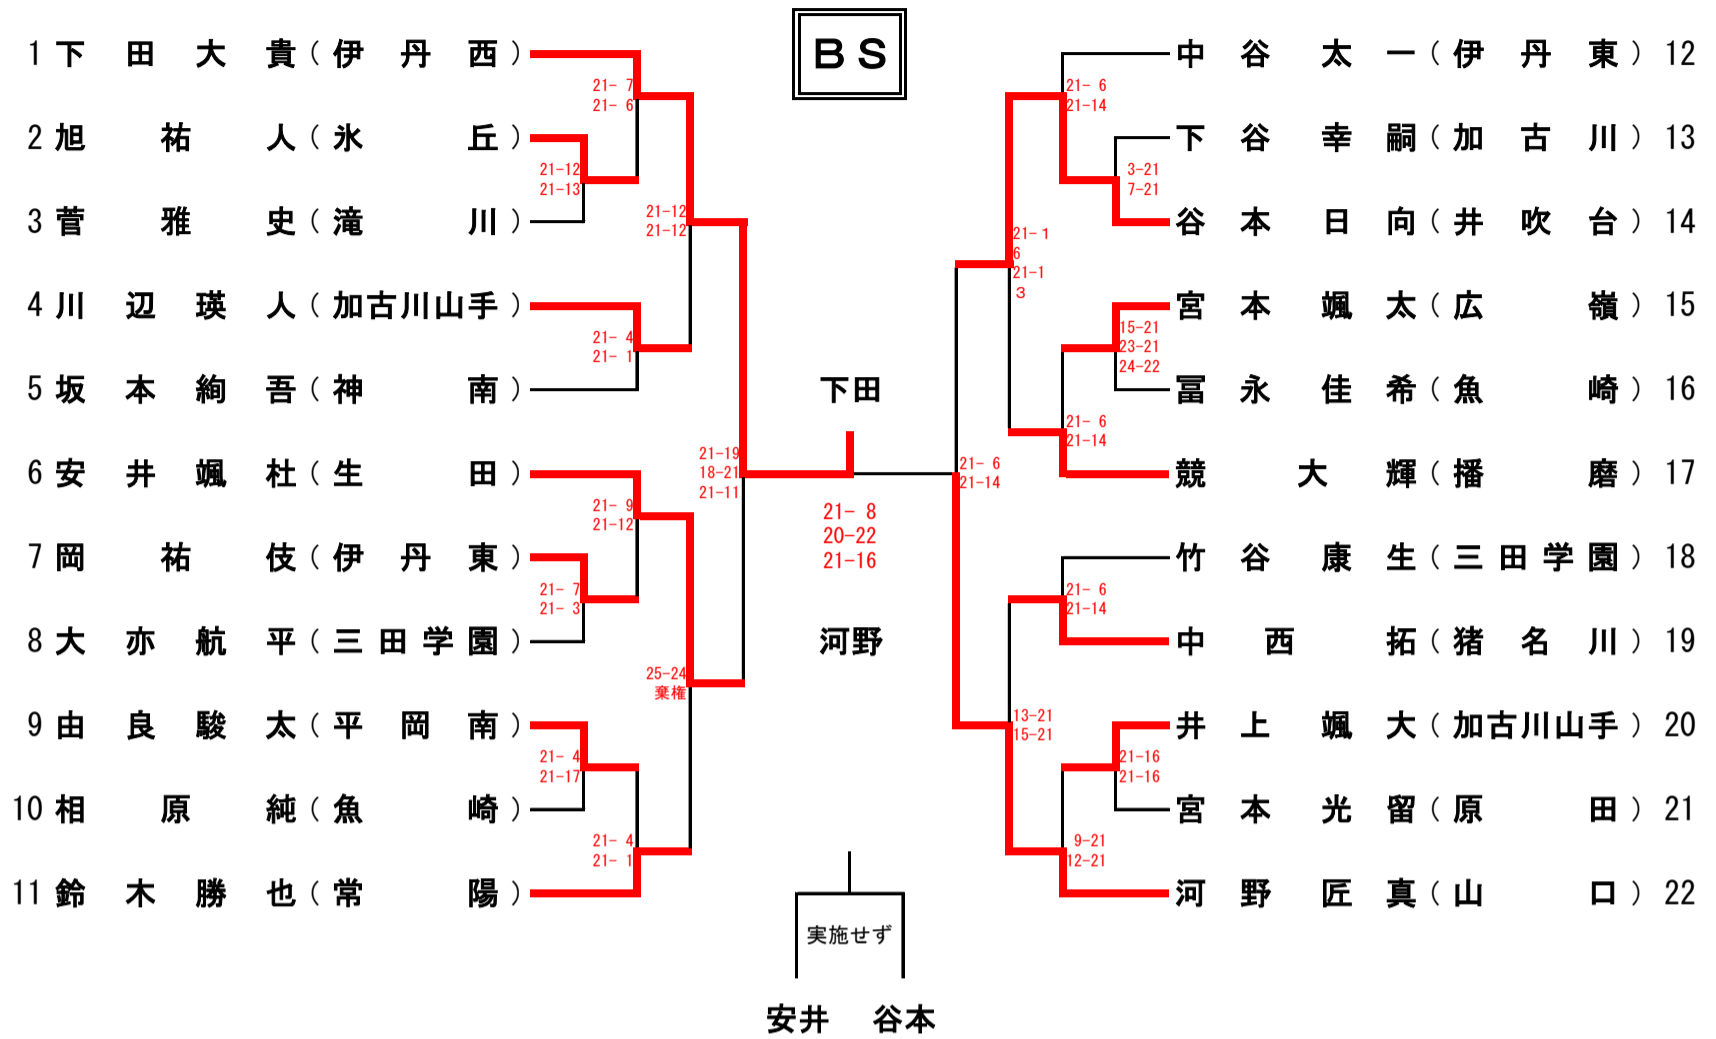 BS
1 下田大貴(伊丹西)
21- 7
21- 6
2 旭祐人(氷丘)
21-12
21-13
3 菅雅史(滝川)
21-12
21-12
4 川辺瑛人(加古川山手)
21- 4
21- 1
5 坂本絢吾(神南)
21-19
18-21
21-11
6 安井颯杜(生田)
21- 9
21-12
7 岡祐伎(伊丹東)
21- 7
21- 3
8 大亦航平(三田学園)
25-24
棄権
9 由良駿太(平岡南)
21- 4
21-17
10 相原純(魚崎)
21- 4
21- 1
11 鈴木勝也(常陽)
下田
21- 8
20-22
21-16
河野
実施せず
安井 谷本
中谷太一(伊丹東) 12
21- 6
21-14
下谷幸嗣(加古川) 13
3-21
7-21
谷本日向(井吹台) 14
21-1
6
21-1
3
宮本颯太(広嶺) 15
15-21
23-21
24-22
冨永佳希(魚崎) 16
21- 6
21-14
競大輝(播磨) 17
21- 6
21-14
竹谷康生(三田学園) 18
21- 6
21-14
中西拓(猪名川) 19
13-21
15-21
井上颯大(加古川山手) 20
21-16
21-16
宮本光留(原田) 21
9-21
12-21
河野匠真(山口) 22